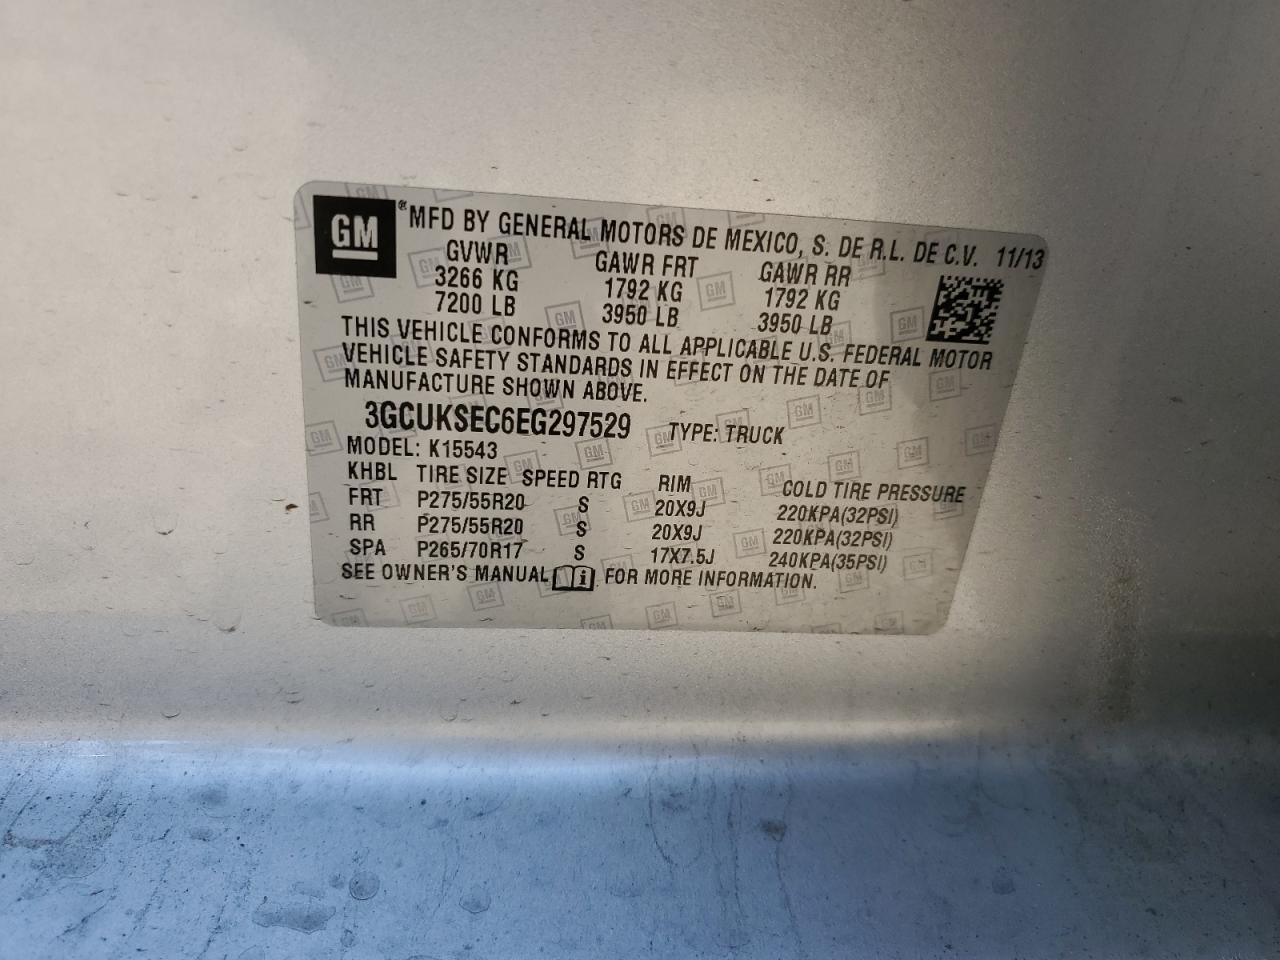 GM ® MFD BY GENERAL MOTORS DE MEXICO, S. DE R.L. DE C.V. 11/13
GVWR GAWR FRT GAWR RR
3266 KG 1792 KG 1792 KG
7200 LB 3950 LB 3950 LB
THIS VEHICLE CONFORMS TO ALL APPLICABLE U.S. FEDERAL MOTOR
VEHICLE SAFETY STANDARDS IN EFFECT ON THE DATE OF
MANUFACTURE SHOWN ABOVE.
3GCUKSEC6EG297529 TYPE: TRUCK
MODEL: K15543
KHBL TIRE SIZE SPEED RTG RIM COLD TIRE PRESSURE
FRT P275/55R20 S 20X9J 220KPA(32PSI)
RR P275/55R20 S 20X9J 220KPA(32PSI)
SPA P265/70R17 S 17X7.5J 240KPA(35PSI)
SEE OWNER'S MANUAL i FOR MORE INFORMATION.